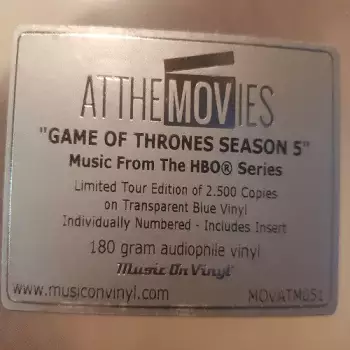 ATTHEMOVIES
"GAME OF THRONES SEASON 5"
Music From The HBO® Series
Limited Tour Edition of 2.500 Copies
on Transparent Blue Vinyl
Individually Numbered - Includes Insert
180 gram audiophile vinyl
Music On Vinyl®
www.musiconvinyl.com MOVATM051